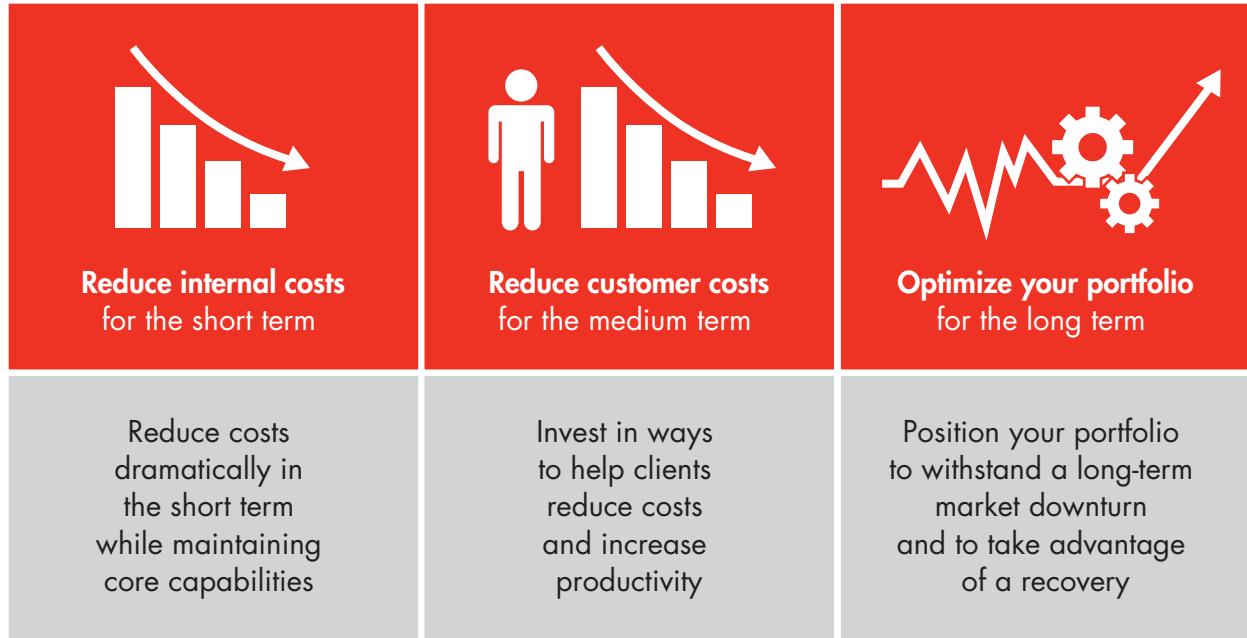 Reduce internal costs
for the short term
Reduce customer costs
for the medium term
Optimize your portfolio
for the long term
Reduce costs
dramatically in
the short term
while maintaining
core capabilities
Invest in ways
to help clients
reduce costs
and increase
productivity
Position your portfolio
to withstand a long-term
market downturn
and to take advantage
of a recovery